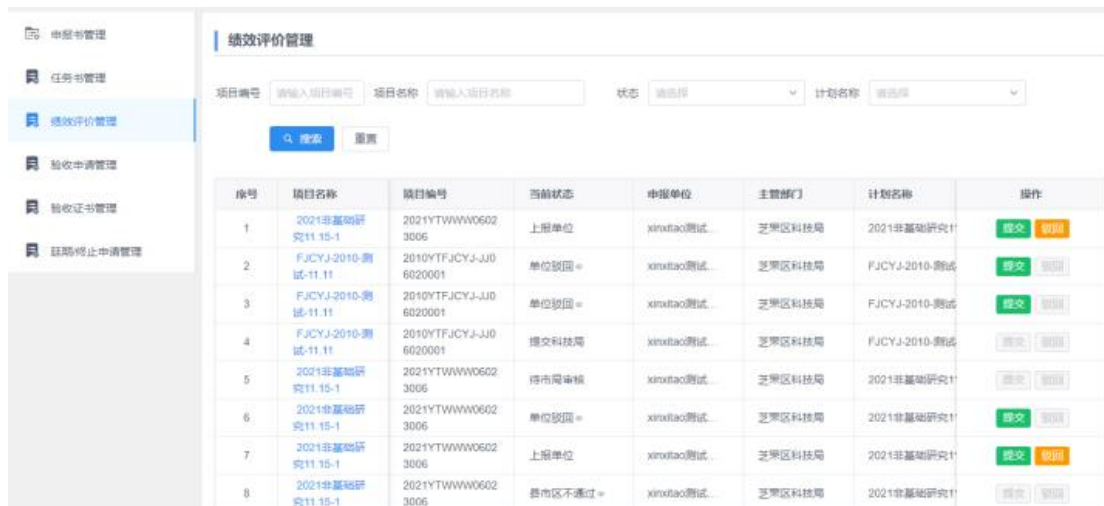 申报书管理
任务书管理
绩效评价管理
验收申请管理
验收证书管理
延期/终止申请管理
绩效评价管理
项目编号 请输入项目编号 项目名称 请输入项目名称 状态 请选择 计划名称 请选择
搜索 重置
序号 项目名称 项目编号 当前状态 申报单位 主管部门 计划名称 操作
1 2021非基础研究11.15-1 2021YTWWW06023006 上报单位 xinxitao测试... 芝罘区科技局 2021非基础研究1 提交 驳回
2 FJCYJ-2010-测试-11.11 2010YTFJCYJ-JJ06020001 单位驳回 xinxitao测试... 芝罘区科技局 FJCYJ-2010-测试 提交 驳回
3 FJCYJ-2010-测试-11.11 2010YTFJCYJ-JJ06020001 单位驳回 xinxitao测试... 芝罘区科技局 FJCYJ-2010-测试 提交 驳回
4 FJCYJ-2010-测试-11.11 2010YTFJCYJ-JJ06020001 提交科技局 xinxitao测试... 芝罘区科技局 FJCYJ-2010-测试 提交 驳回
5 2021非基础研究11.15-1 2021YTWWW06023006 待市局审核 xinxitao测试... 芝罘区科技局 2021非基础研究1 提交 驳回
6 2021非基础研究11.15-1 2021YTWWW06023006 单位驳回 xinxitao测试... 芝罘区科技局 2021非基础研究1 提交 驳回
7 2021非基础研究11.15-1 2021YTWWW06023006 上报单位 xinxitao测试... 芝罘区科技局 2021非基础研究1 提交 驳回
8 2021非基础研究11.15-1 2021YTWWW06023006 县市区不通过 xinxitao测试... 芝罘区科技局 2021非基础研究1 提交 驳回